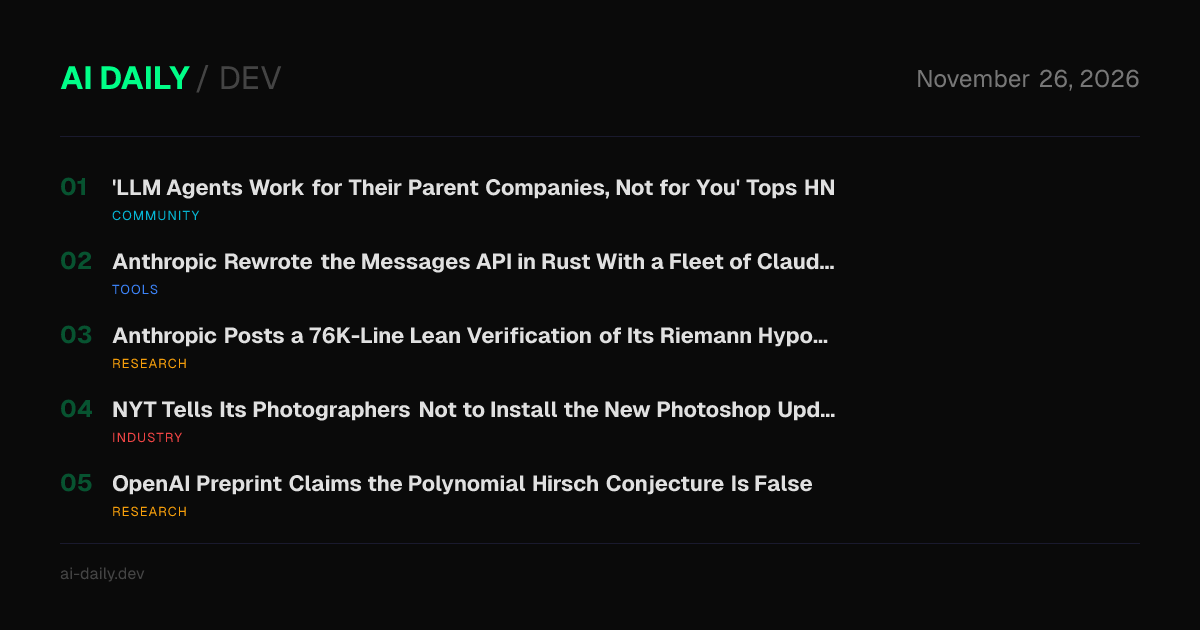 AI DAILY / DEV November 26, 2026
01 'LLM Agents Work for Their Parent Companies, Not for You' Tops HN
COMMUNITY
02 Anthropic Rewrote the Messages API in Rust With a Fleet of Claud...
TOOLS
03 Anthropic Posts a 76K-Line Lean Verification of Its Riemann Hypo...
RESEARCH
04 NYT Tells Its Photographers Not to Install the New Photoshop Upd...
INDUSTRY
05 OpenAI Preprint Claims the Polynomial Hirsch Conjecture Is False
RESEARCH
ai-daily.dev